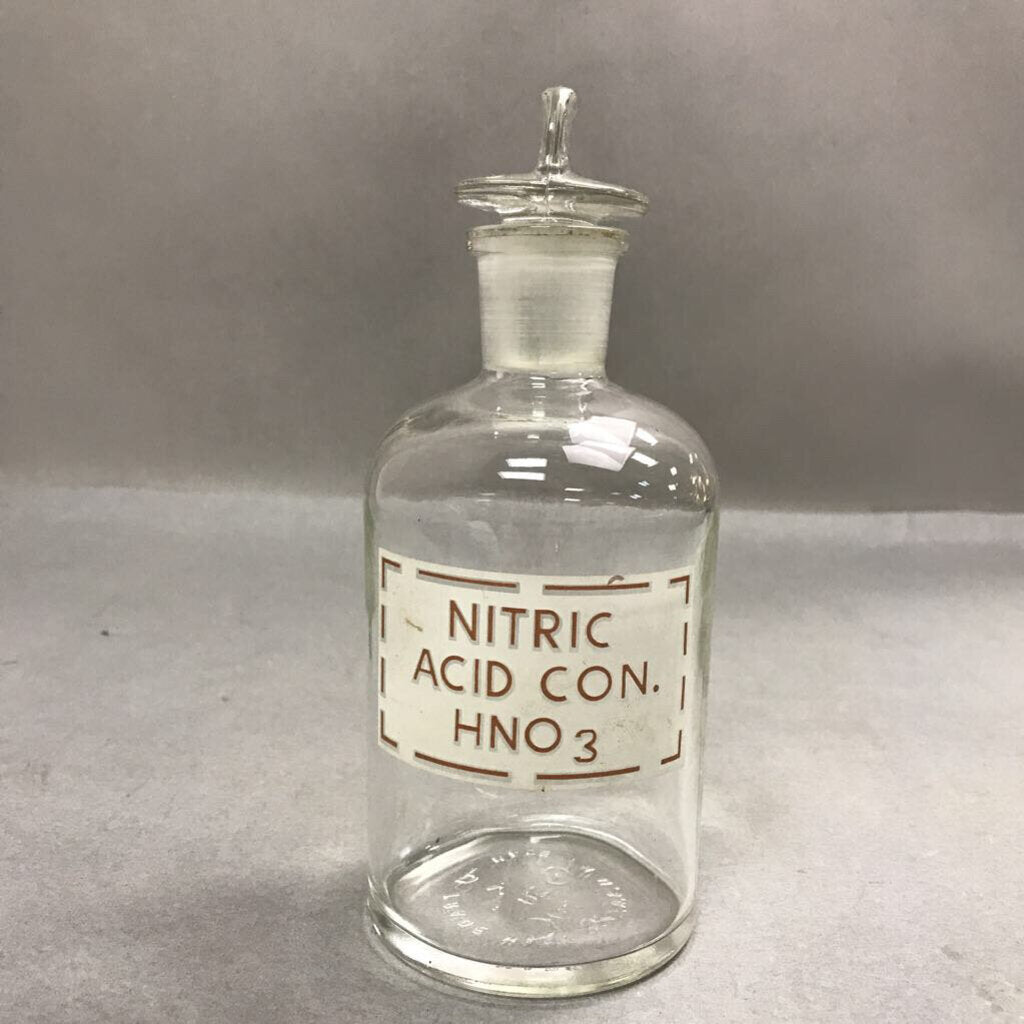 NITRIC
ACID CON.
HNO3